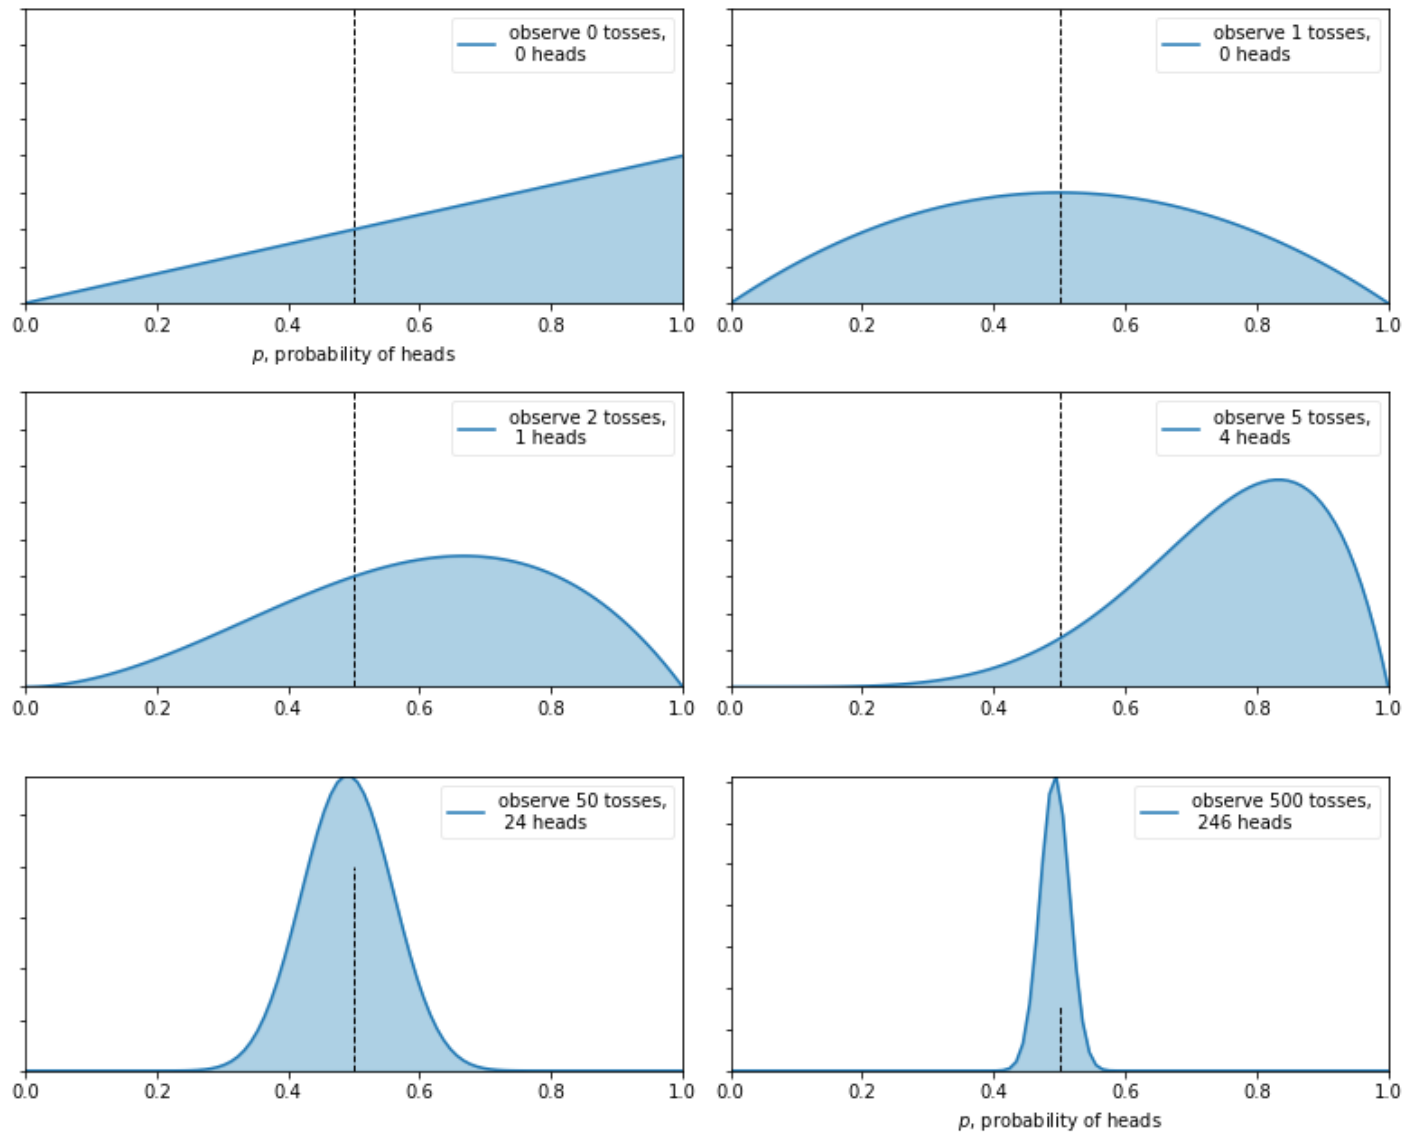 observe 0 tosses,
0 heads
0.0 0.2 0.4 0.6 0.8 1.0
p, probability of heads
observe 1 tosses,
0 heads
0.0 0.2 0.4 0.6 0.8 1.0
observe 2 tosses,
1 heads
0.0 0.2 0.4 0.6 0.8 1.0
observe 5 tosses,
4 heads
0.0 0.2 0.4 0.6 0.8 1.0
observe 50 tosses,
24 heads
0.0 0.2 0.4 0.6 0.8 1.0
observe 500 tosses,
246 heads
0.0 0.2 0.4 0.6 0.8 1.0
p, probability of heads